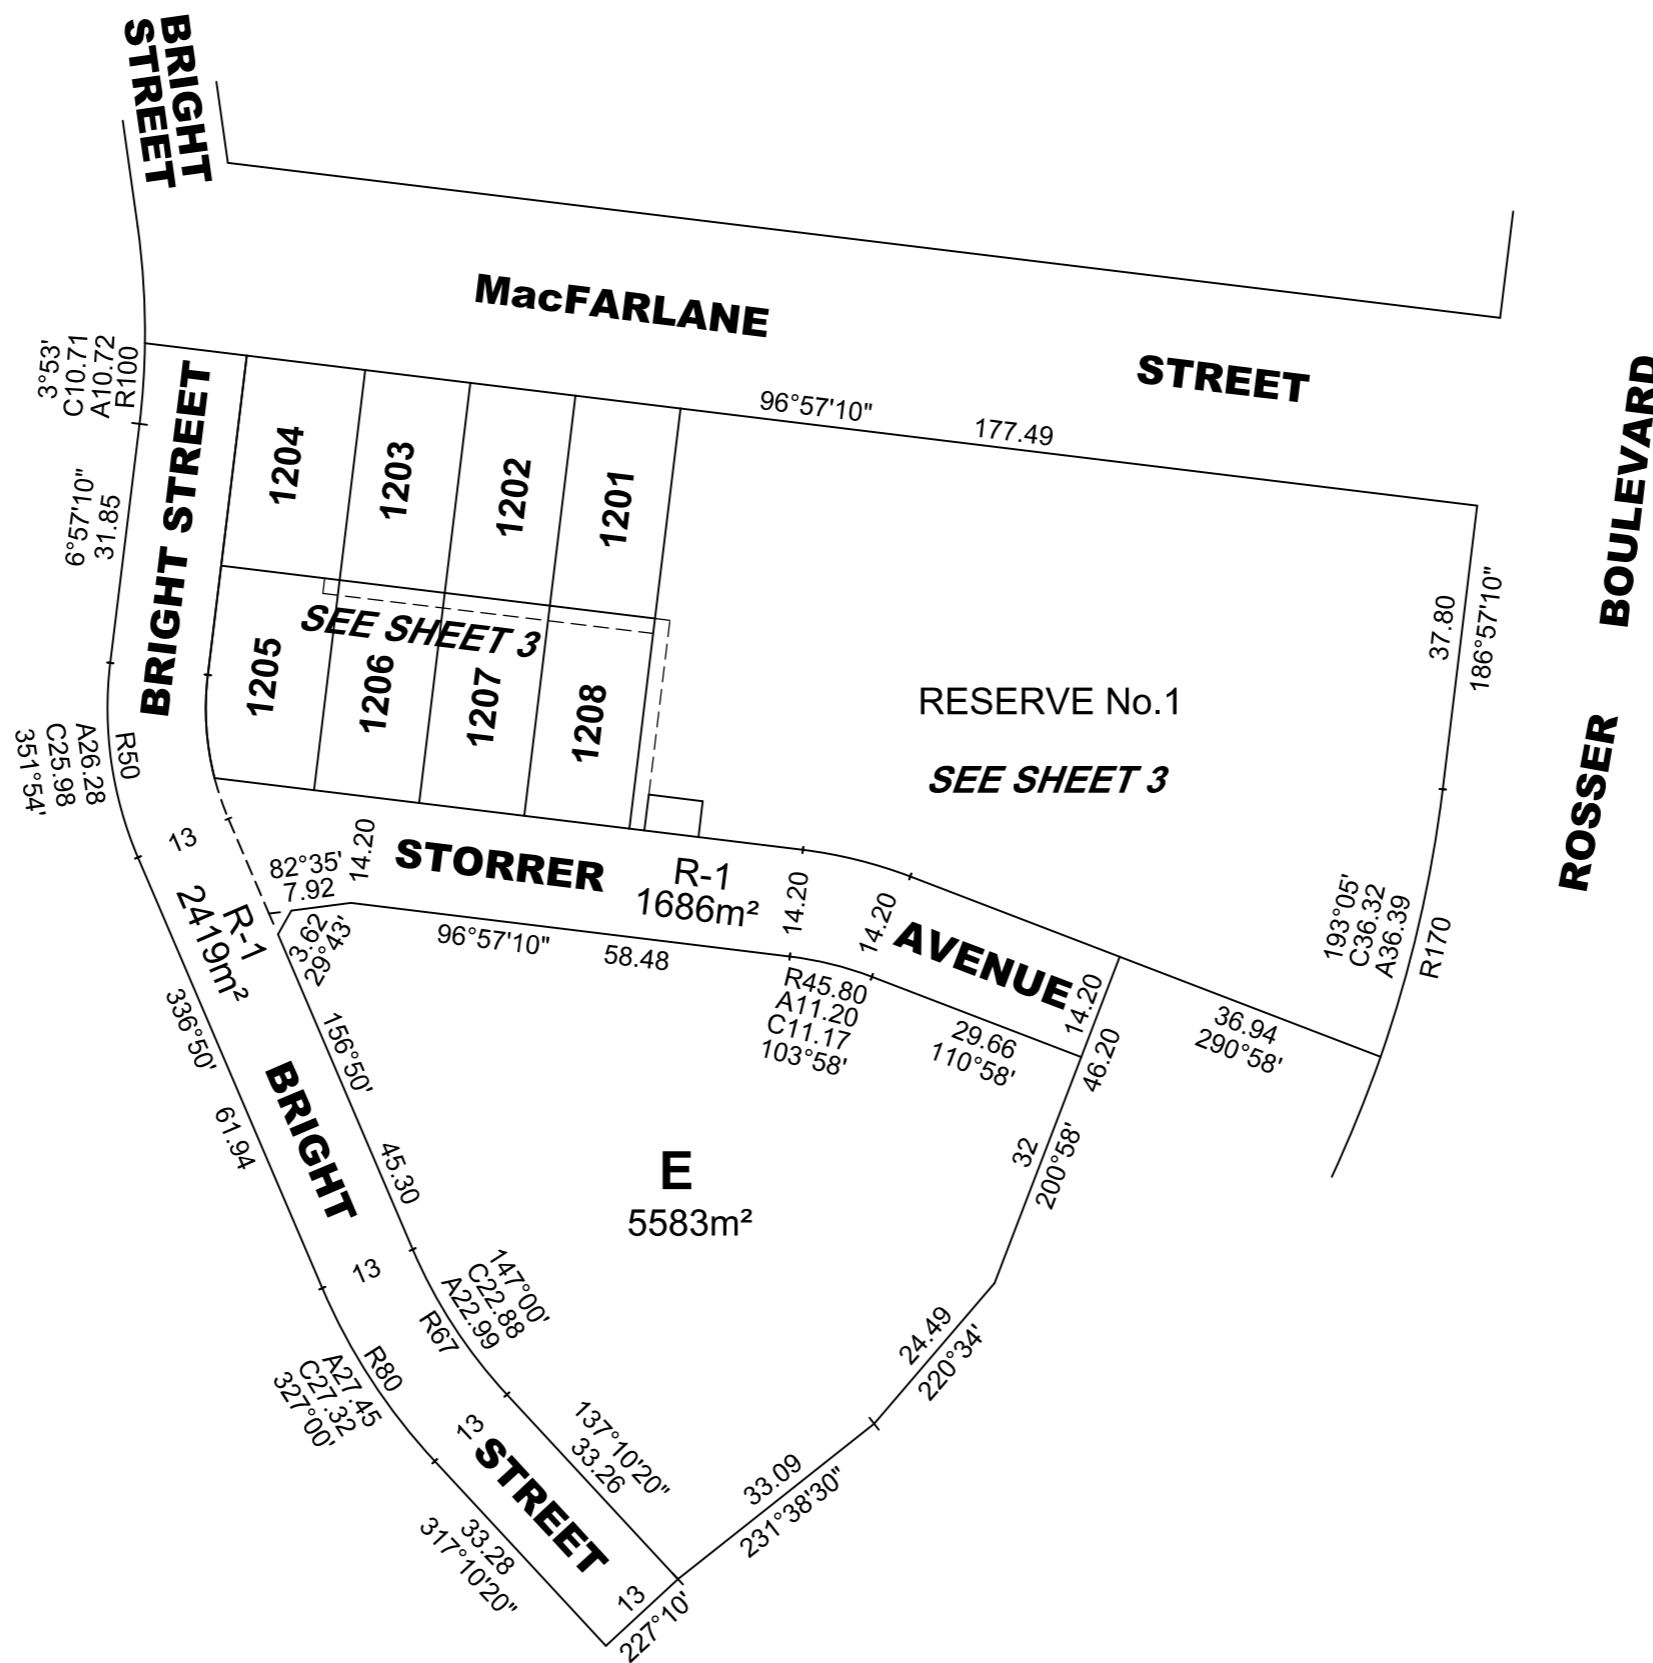 BRIGHT
STREET
MacFARLANE
STREET
96°57'10"
177.49
3°53'
C10.71
A10.72
R100
BRIGHT STREET
1204
1203
1202
1201
6°57'10"
31.85
SEE SHEET 3
1205
1206
1207
1208
RESERVE No.1
SEE SHEET 3
37.80
186°57'10"
ROSSER BOULEVARD
R50
A26.28
C25.98
351°54'
13
82°35'
7.92
14.20
STORRER
R-1
1686m²
14.20
14.20
AVENUE
14.20
193°05'
C36.32
A36.39
R170
R-1
2419m²
3.62
29°43'
96°57'10"
58.48
R45.80
A11.20
C11.17
103°58'
29.66
110°58'
46.20
36.94
290°58'
336°50'
61.94
156°50'
45.30
BRIGHT
13
E
5583m²
32
200°58'
147°00'
C22.88
A22.99
R67
R80
A27.45
C27.32
327°00'
24.49
220°34'
13
STREET
137°10'20"
33.26
33.09
231°38'30"
33.28
317°10'20"
13
227°10'